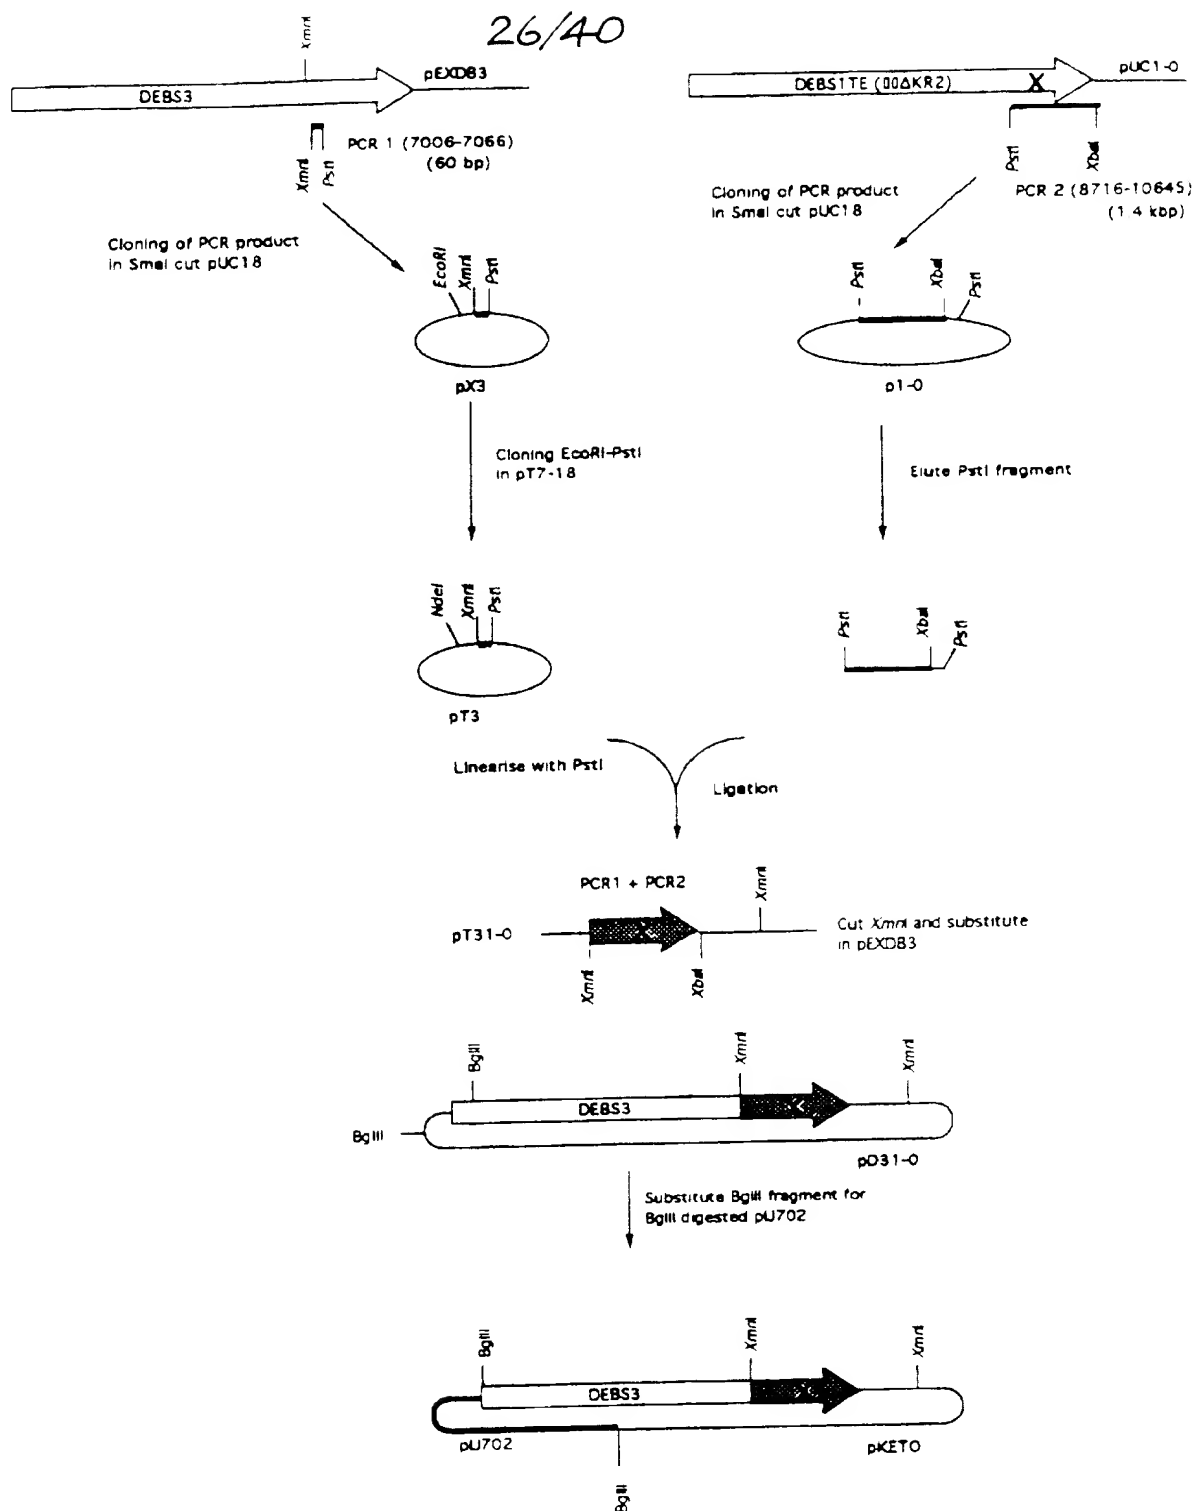 26/40
XmnI
pEXDB3
DEBS3
PCR 1 (7006-7066)
(60 bp)
XmnI
PstI
Cloning of PCR product
in SmaI cut pUC18
pUC1-0
DEBS1TE (00ΔKR2)
X
PstI
XbaI
PCR 2 (8716-10645)
(1.4 kbp)
Cloning of PCR product
in SmaI cut pUC18
EcoRI
XmnI
PstI
pX3
PstI
XbaI
PstI
p1-0
Cloning EcoRI-PstI
in pT7-18
Elute PstI fragment
NdeI
XmnI
PstI
pT3
PstI
XbaI
PstI
Linearise with PstI
Ligation
PCR1 + PCR2
XmnI
pT31-0
XmnI
XbaI
Cut XmnI and substitute
in pEXDB3
BglII
XmnI
XmnI
DEBS3
BglII
pD31-0
Substitute BglII fragment for
BglII digested pIJ702
BglII
XmnI
XmnI
DEBS3
pIJ702
pKETO
BglII